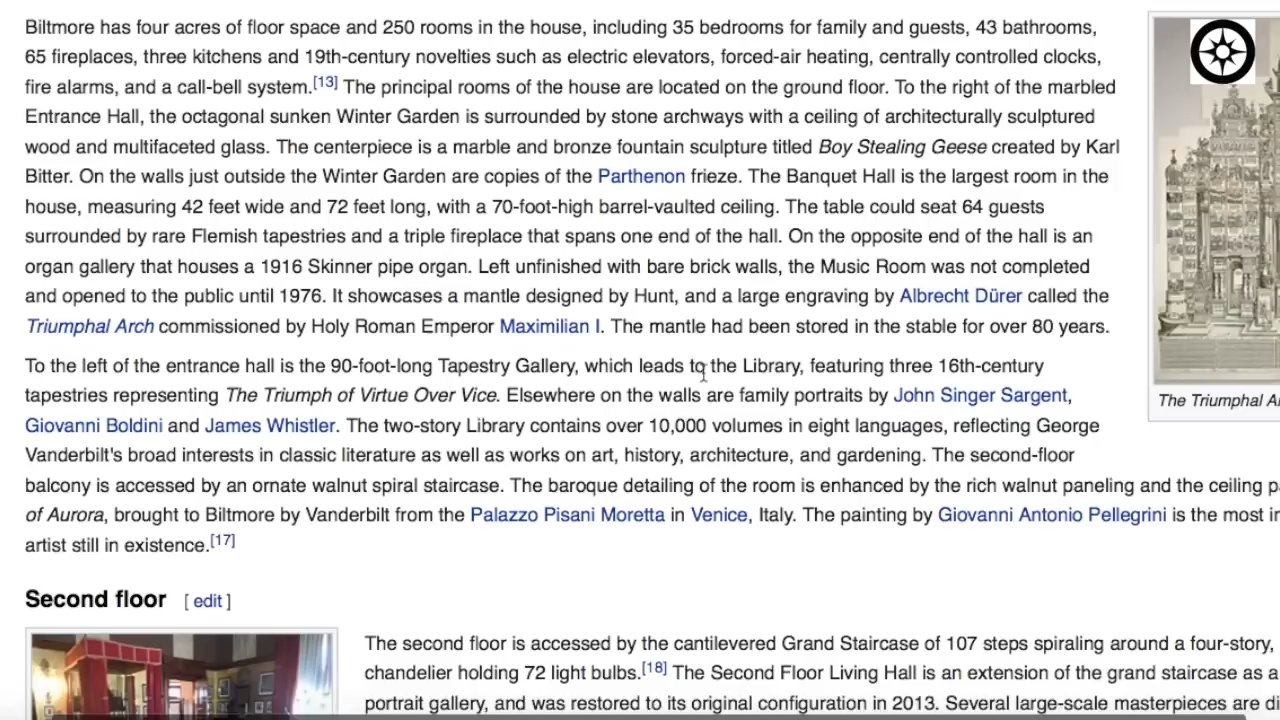 Biltmore has four acres of floor space and 250 rooms in the house, including 35 bedrooms for family and guests, 43 bathrooms,
65 fireplaces, three kitchens and 19th-century novelties such as electric elevators, forced-air heating, centrally controlled clocks,
fire alarms, and a call-bell system.[13] The principal rooms of the house are located on the ground floor. To the right of the marbled
Entrance Hall, the octagonal sunken Winter Garden is surrounded by stone archways with a ceiling of architecturally sculptured
wood and multifaceted glass. The centerpiece is a marble and bronze fountain sculpture titled Boy Stealing Geese created by Karl
Bitter. On the walls just outside the Winter Garden are copies of the Parthenon frieze. The Banquet Hall is the largest room in the
house, measuring 42 feet wide and 72 feet long, with a 70-foot-high barrel-vaulted ceiling. The table could seat 64 guests
surrounded by rare Flemish tapestries and a triple fireplace that spans one end of the hall. On the opposite end of the hall is an
organ gallery that houses a 1916 Skinner pipe organ. Left unfinished with bare brick walls, the Music Room was not completed
and opened to the public until 1976. It showcases a mantle designed by Hunt, and a large engraving by Albrecht Dürer called the
Triumphal Arch commissioned by Holy Roman Emperor Maximilian I. The mantle had been stored in the stable for over 80 years.
The Triumphal
To the left of the entrance hall is the 90-foot-long Tapestry Gallery, which leads to the Library, featuring three 16th-century
tapestries representing The Triumph of Virtue Over Vice. Elsewhere on the walls are family portraits by John Singer Sargent,
Giovanni Boldini and James Whistler. The two-story Library contains over 10,000 volumes in eight languages, reflecting George
Vanderbilt's broad interests in classic literature as well as works on art, history, architecture, and gardening. The second-floor
balcony is accessed by an ornate walnut spiral staircase. The baroque detailing of the room is enhanced by the rich walnut paneling and the ceiling
of Aurora, brought to Biltmore by Vanderbilt from the Palazzo Pisani Moretta in Venice, Italy. The painting by Giovanni Antonio Pellegrini is the most
artist still in existence.[17]
Second floor [ edit ]
The second floor is accessed by the cantilevered Grand Staircase of 107 steps spiraling around a four-story,
chandelier holding 72 light bulbs.[18] The Second Floor Living Hall is an extension of the grand staircase as a
portrait gallery, and was restored to its original configuration in 2013. Several large-scale masterpieces are